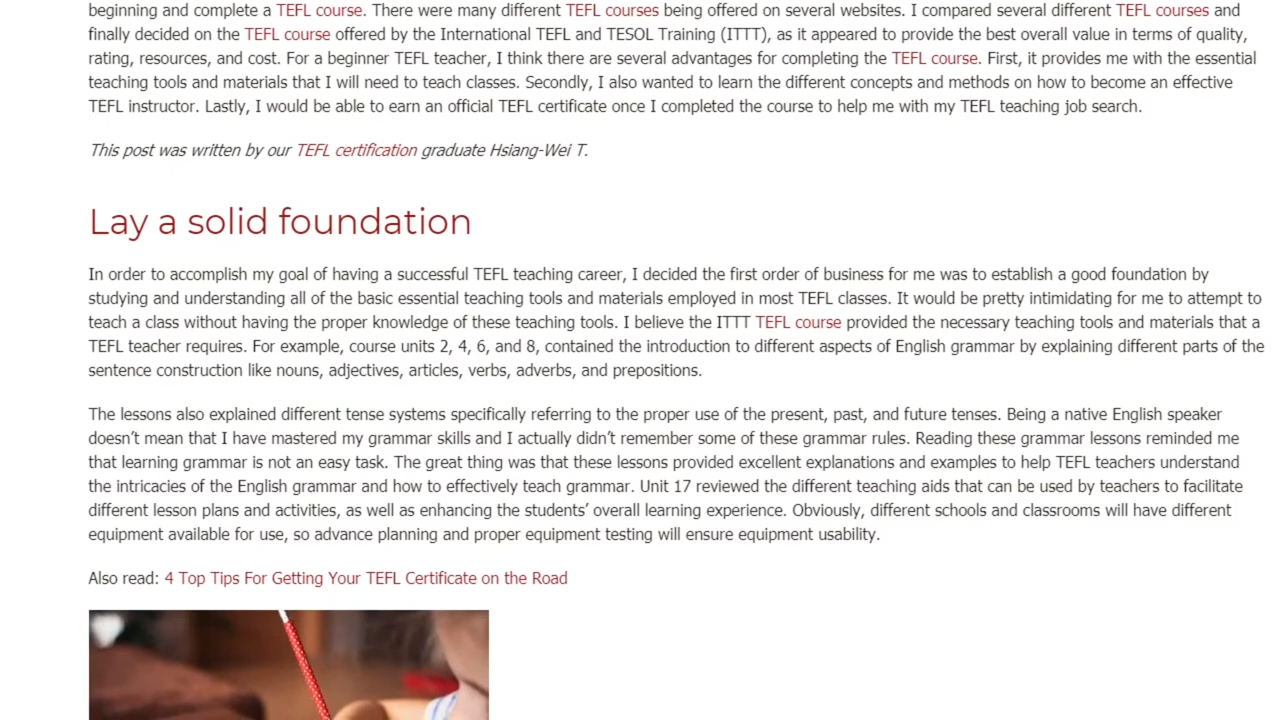 beginning and complete a TEFL course. There were many different TEFL courses being offered on several websites. I compared several different TEFL courses and
finally decided on the TEFL course offered by the International TEFL and TESOL Training (ITTT), as it appeared to provide the best overall value in terms of quality,
rating, resources, and cost. For a beginner TEFL teacher, I think there are several advantages for completing the TEFL course. First, it provides me with the essential
teaching tools and materials that I will need to teach classes. Secondly, I also wanted to learn the different concepts and methods on how to become an effective
TEFL instructor. Lastly, I would be able to earn an official TEFL certificate once I completed the course to help me with my TEFL teaching job search.
This post was written by our TEFL certification graduate Hsiang-Wei T.
Lay a solid foundation
In order to accomplish my goal of having a successful TEFL teaching career, I decided the first order of business for me was to establish a good foundation by
studying and understanding all of the basic essential teaching tools and materials employed in most TEFL classes. It would be pretty intimidating for me to attempt to
teach a class without having the proper knowledge of these teaching tools. I believe the ITTT TEFL course provided the necessary teaching tools and materials that a
TEFL teacher requires. For example, course units 2, 4, 6, and 8, contained the introduction to different aspects of English grammar by explaining different parts of the
sentence construction like nouns, adjectives, articles, verbs, adverbs, and prepositions.
The lessons also explained different tense systems specifically referring to the proper use of the present, past, and future tenses. Being a native English speaker
doesn’t mean that I have mastered my grammar skills and I actually didn’t remember some of these grammar rules. Reading these grammar lessons reminded me
that learning grammar is not an easy task. The great thing was that these lessons provided excellent explanations and examples to help TEFL teachers understand
the intricacies of the English grammar and how to effectively teach grammar. Unit 17 reviewed the different teaching aids that can be used by teachers to facilitate
different lesson plans and activities, as well as enhancing the students’ overall learning experience. Obviously, different schools and classrooms will have different
equipment available for use, so advance planning and proper equipment testing will ensure equipment usability.
Also read: 4 Top Tips For Getting Your TEFL Certificate on the Road